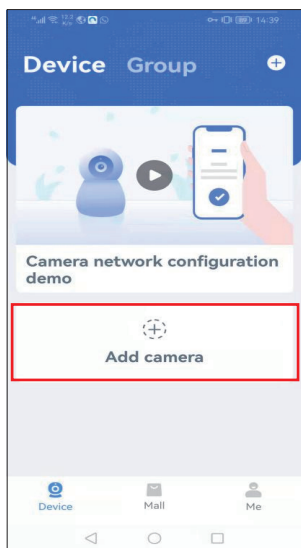 14:39
Device Group
Camera network configuration
demo
Add camera
Device Mall Me